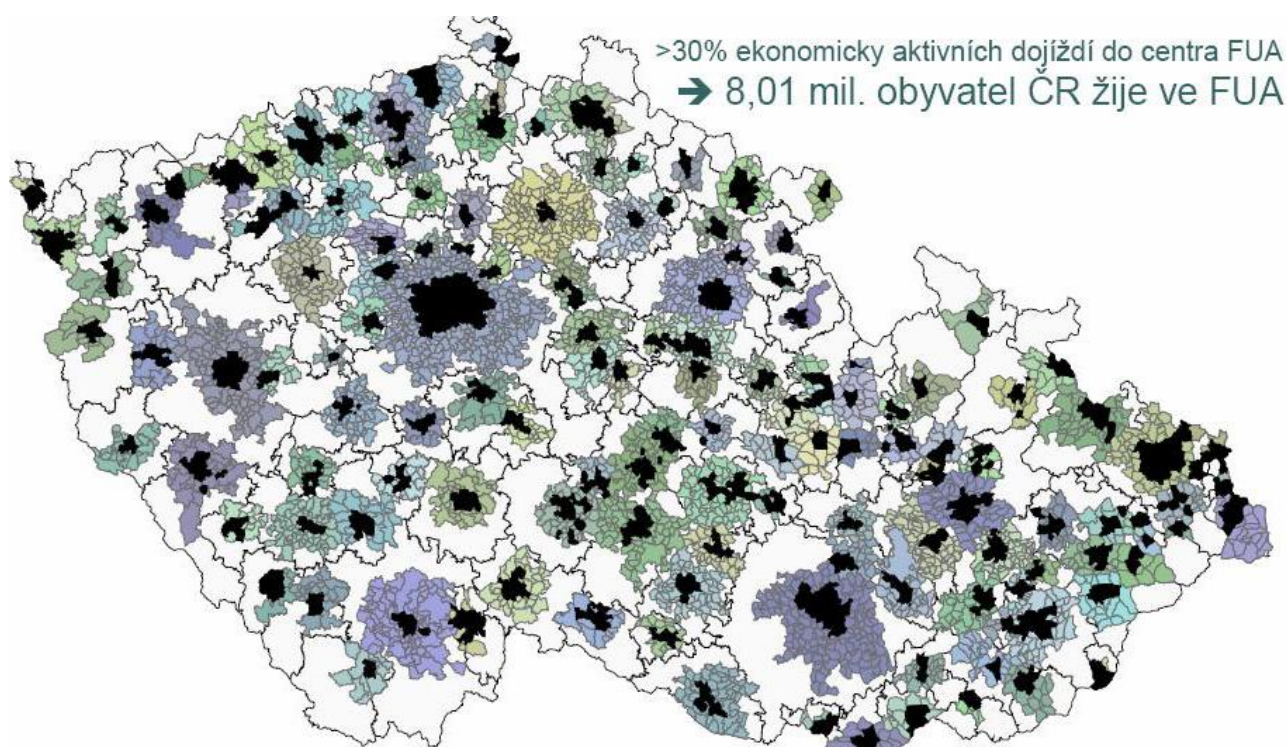 >30% ekonomicky aktivních dojíždí do centra FUA
➔ 8,01 mil. obyvatel ČR žije ve FUA